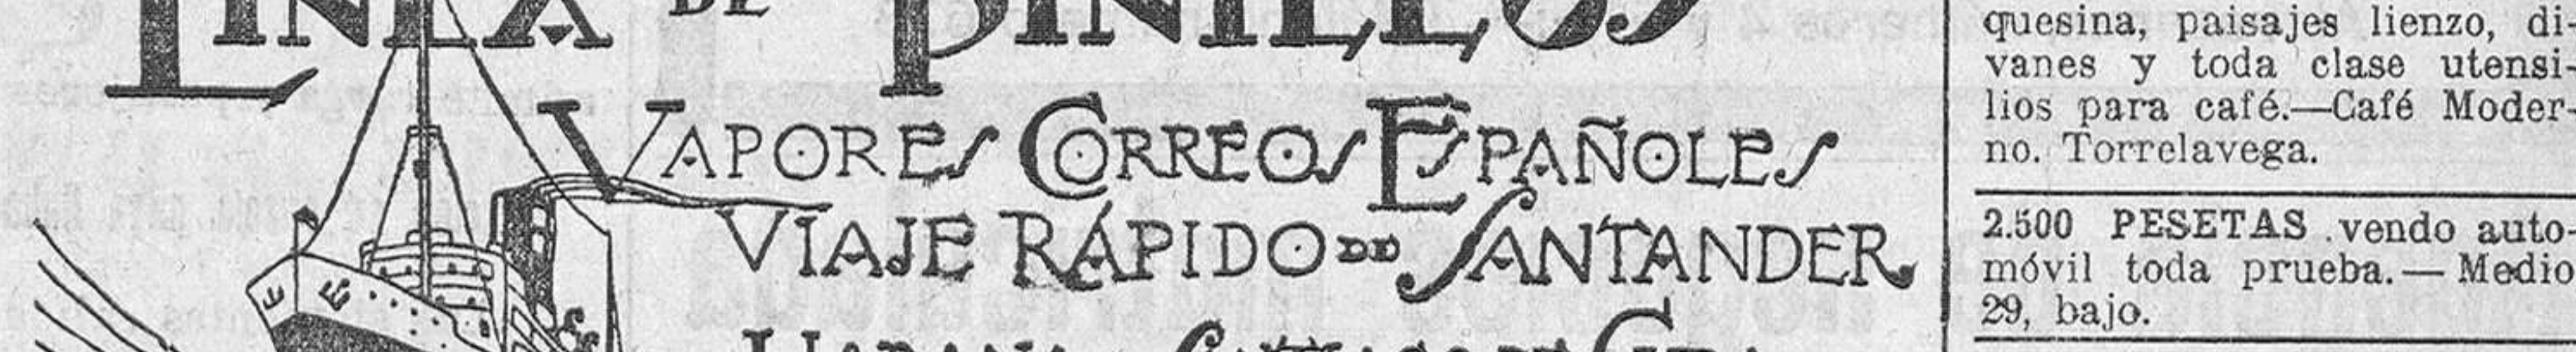 LINEA DE PINILLOS
VAPORES CORREOS ESPAÑOLES
VIAJE RÁPIDO DE SANTANDER
HABANA
quesina, paisajes lienzo, di-
vanes y toda clase utensi-
lios para café.—Café Moder-
no. Torrelavega.
2.500 PESETAS vendo auto-
móvil toda prueba.— Medio
29, bajo.